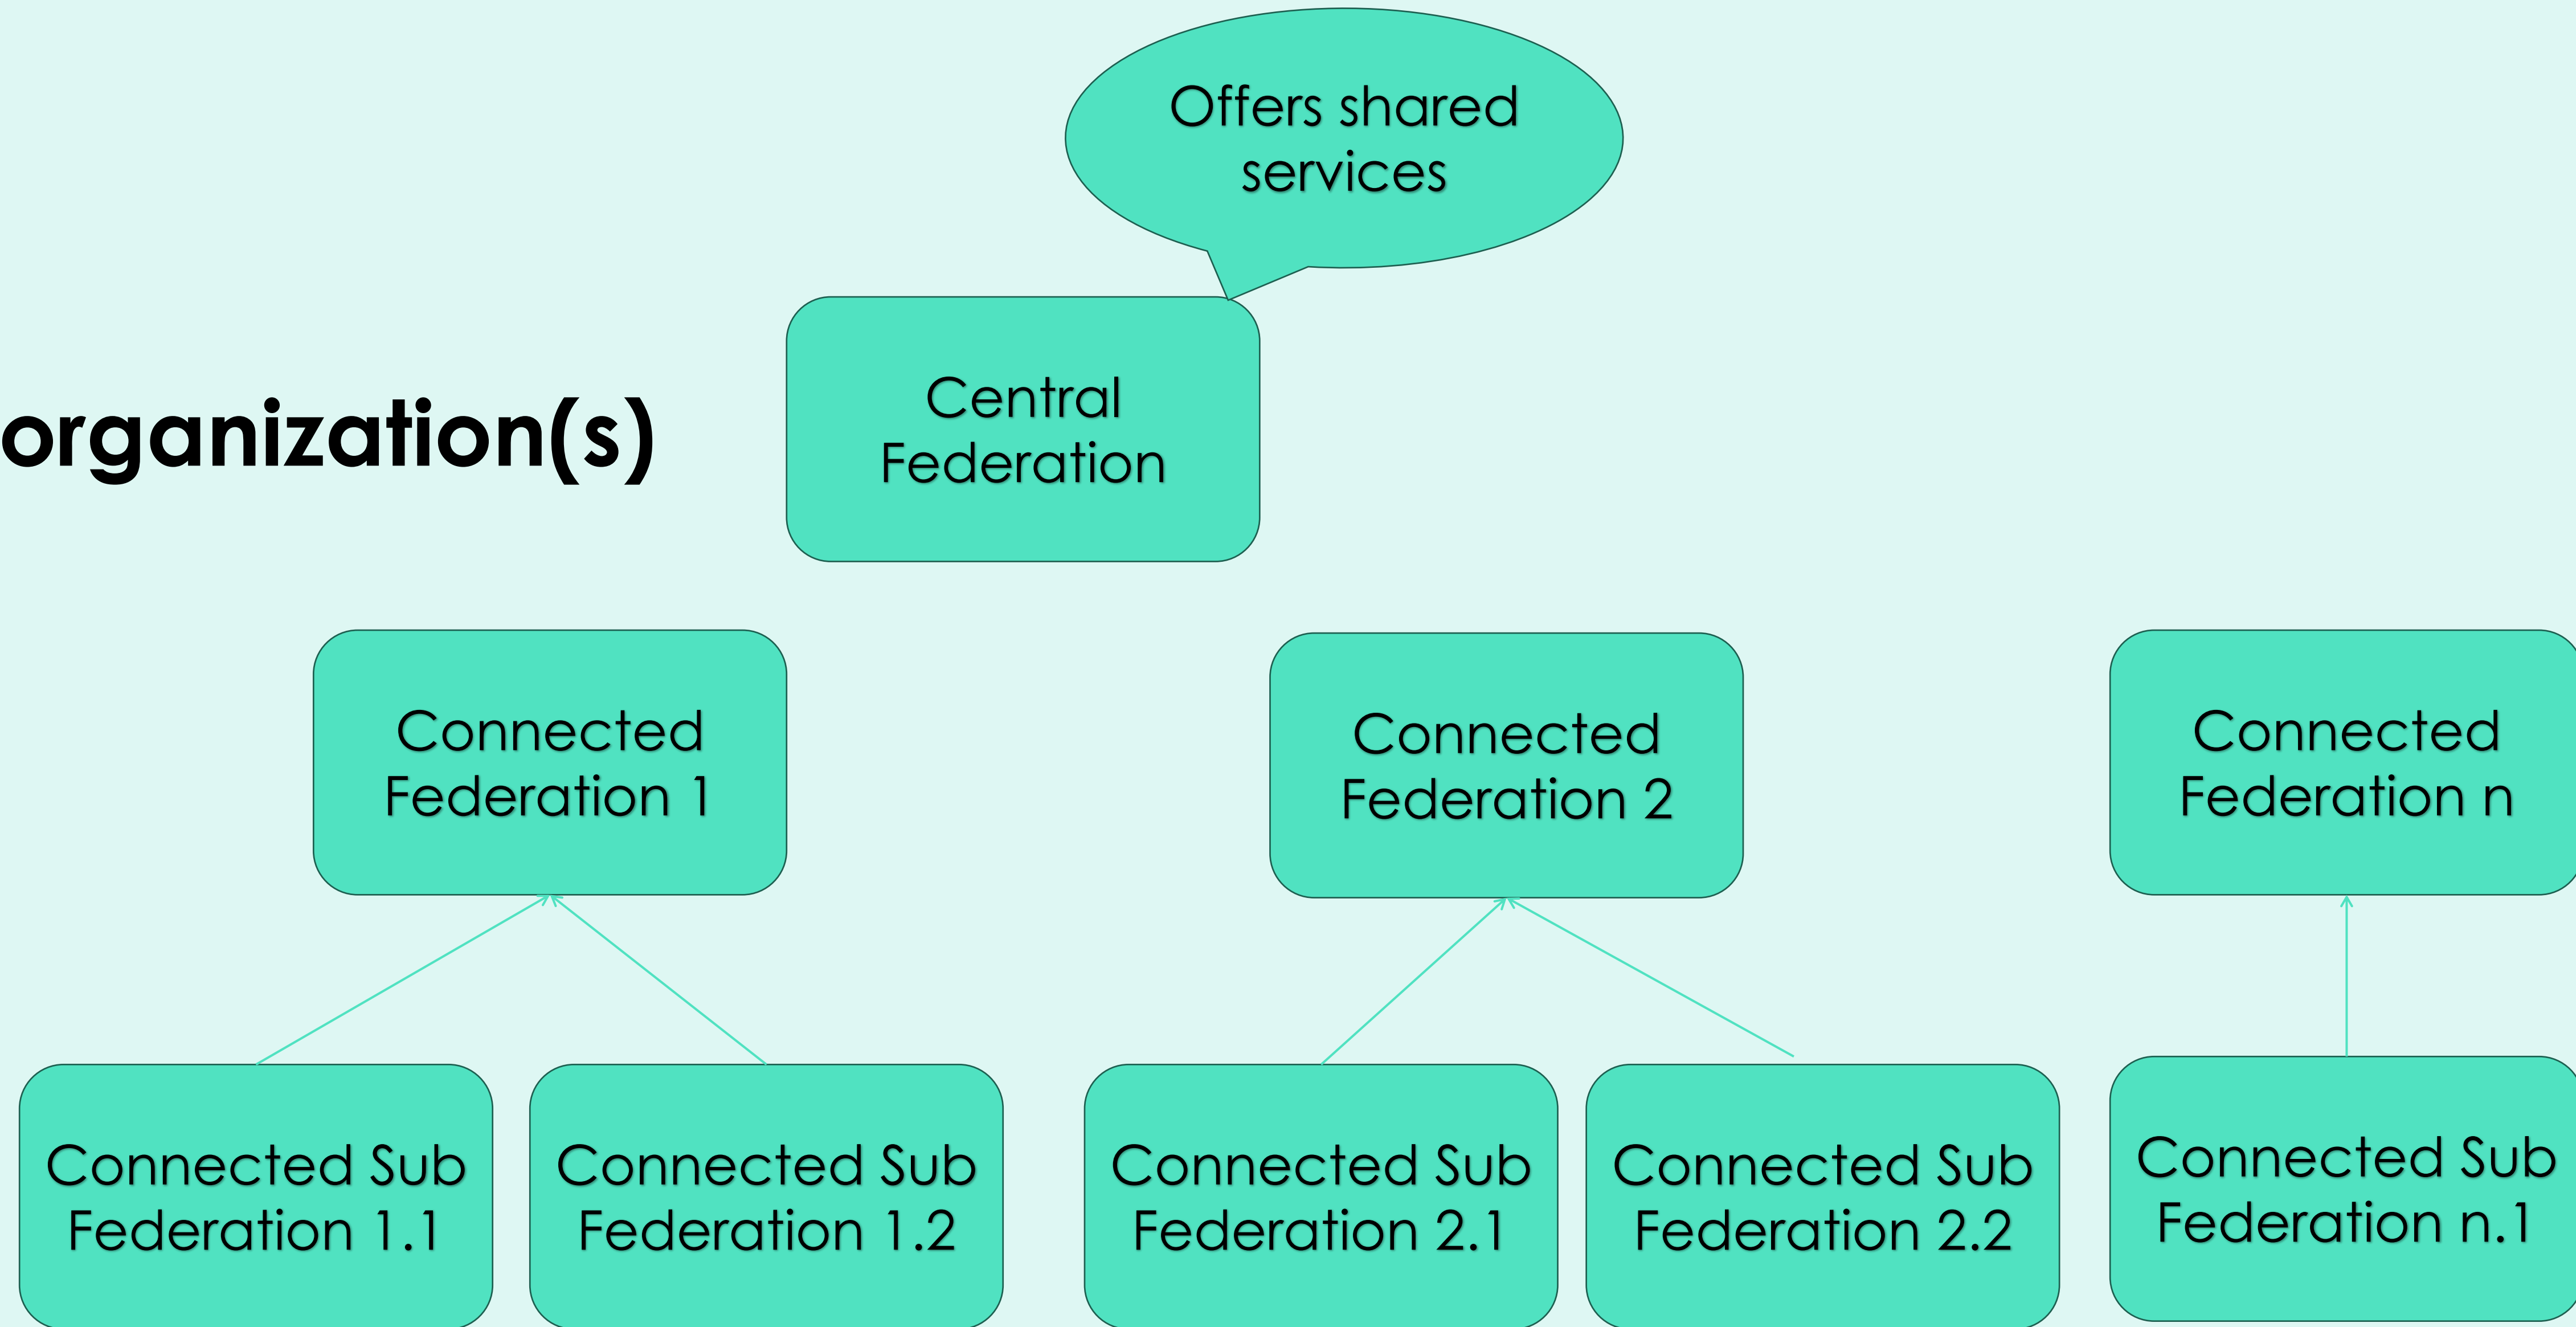 Offers shared
services
organization(s)
Central
Federation
Connected
Federation 1
Connected
Federation 2
Connected
Federation n
Connected Sub
Federation 1.1
Connected Sub
Federation 1.2
Connected Sub
Federation 2.1
Connected Sub
Federation 2.2
Connected Sub
Federation n.1